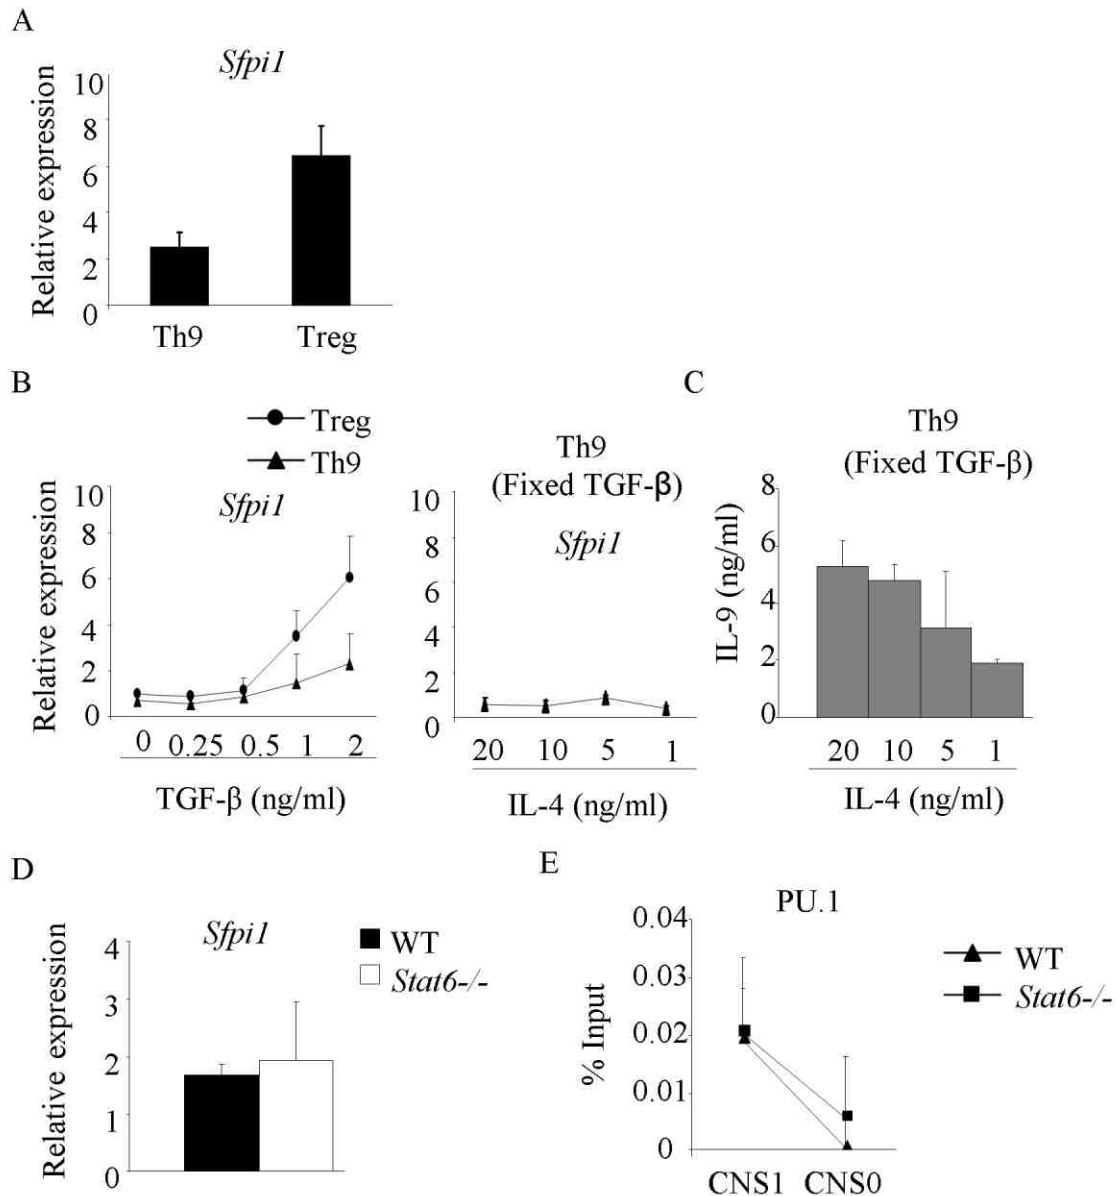 A
Sfpi1
Relative expression
10
8
6
4
2
0
Th9
Treg
B
Treg
Th9
Sfpi1
Relative expression
10
8
6
4
2
0
0
0.25
0.5
1
2
TGF-β (ng/ml)
Th9
(Fixed TGF-β)
Sfpi1
10
8
6
4
2
0
20
10
5
1
IL-4 (ng/ml)
C
Th9
(Fixed TGF-β)
IL-9 (ng/ml)
8
6
4
2
0
20
10
5
1
IL-4 (ng/ml)
D
Sfpi1
WT
Stat6-/-
Relative expression
4
3
2
1
0
E
PU.1
WT
Stat6-/-
% Input
0.04
0.03
0.02
0.01
0
CNS1
CNS0